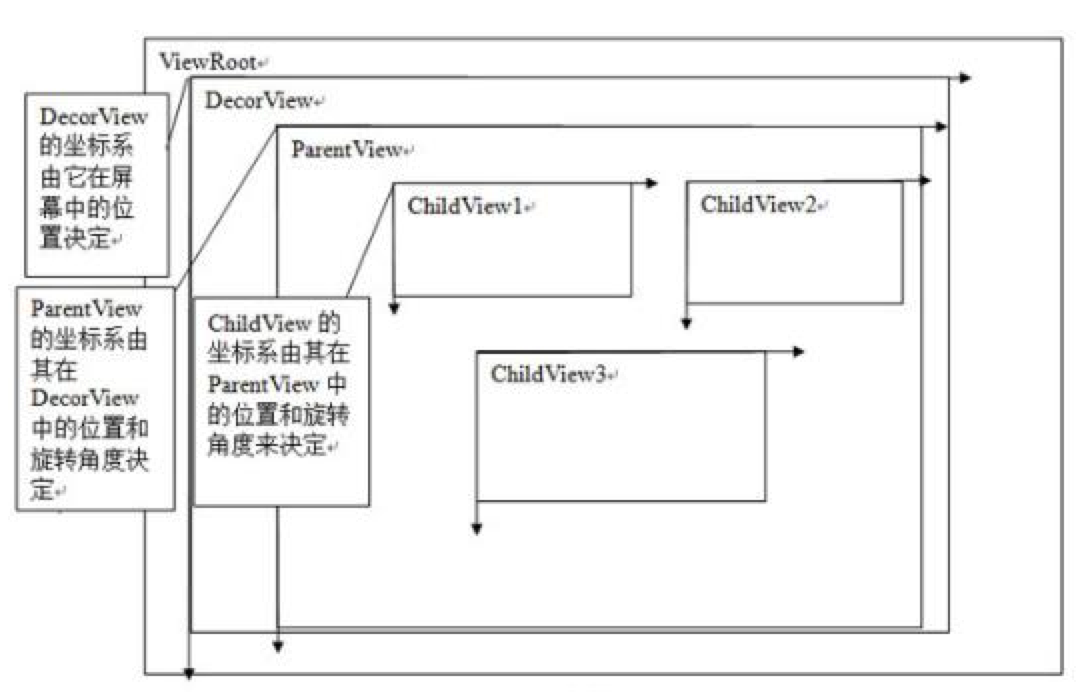 ViewRoot
DecorView
DecorView
的坐标系
由它在屏
幕中的位
置决定
ParentView
ChildView1
ChildView2
ParentView
的坐标系由
其在
DecorView
中的位置和
旋转角度决
定
ChildView 的
坐标系由其在
ParentView 中
的位置和旋转
角度来决定
ChildView3